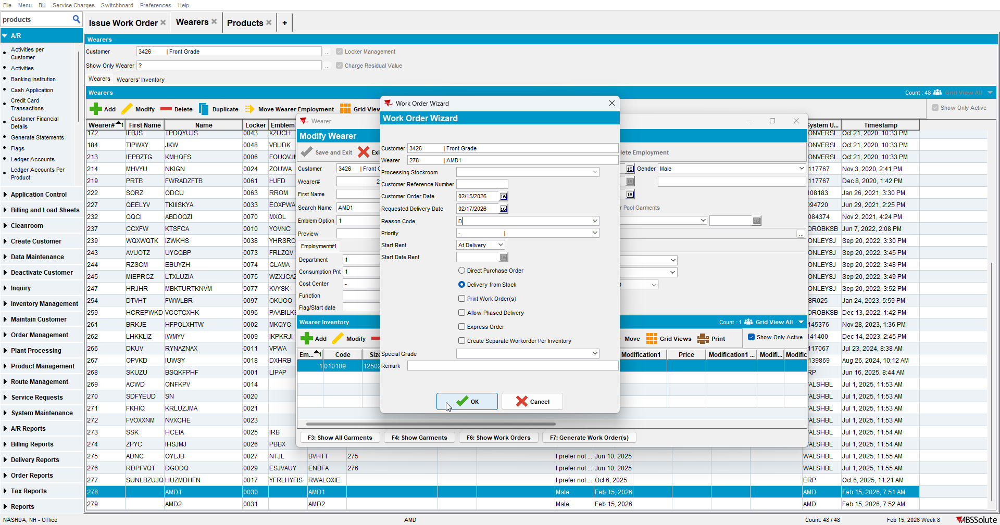 File Menu BU Service Charges Switchboard Preferences Help
products
Issue Work Order
Wearers
Products
+
A/R
Activities per Customer
Activities
Banking Institution
Cash Application
Credit Card Transactions
Customer Financial Details
Generate Statements
Flags
Ledger Accounts
Ledger Accounts Per Product
Application Control
Billing and Load Sheets
Cleanroom
Create Customer
Data Maintenance
Deactivate Customer
Inquiry
Inventory Management
Maintain Customer
Order Management
Plant Processing
Product Management
Route Management
Service Requests
System Maintenance
A/R Reports
Billing Reports
Delivery Reports
Order Reports
Tax Reports
Reports
Wearers
Customer 3426 | Front Grade ... Locker Management
Show Only Wearer ? ... Charge Residual Value
Wearers Wearers' Inventory
Wearers Count : 48 Grid View All
Add Modify Delete Duplicate Move Wearer Employment Grid View Show Only Active
Wearer# 1 First Name Name Locker Emblem System U... Timestamp
172 IFBJS TPDQYUJS 0043 XZUCH ONVERSI... Oct 21, 2020, 10:33 PM
184 TIPWXY JKW 0048 VBIJDK ONVERSI... Oct 21, 2020, 10:33 PM
213 IEPBZTG KMHQFS 0006 FOUQVJN ONVERSI... Oct 21, 2020, 10:33 PM
214 MHVYU NKIGN 0024 ZOUWA 117767 Nov 3, 2020, 2:41 PM
219 PRTB FWRADZFTB 0061 HJFD 117767 Dec 8, 2020, 1:42 PM
222 SORZ ODCU 0063 RROM 108183 Jan 26, 2021, 3:30 PM
227 QEELYV TKIIISKYA 0033 EOXPWA 094720 Jun 29, 2021, 2:25 PM
232 QQCI ABDOQZI 0070 MXOL 084374 Nov 2, 2021, 4:24 PM
237 CCXFW KTSFCA 0010 YOVNC OROBKSB Jun 7, 2022, 2:08 PM
239 WQXWQTK IZWKHS 0038 YHRSRO ONLEYSJ Sep 20, 2022, 3:30 PM
243 AVUOTZ UYGQBP 0073 FRLZQV ONLEYSJ Sep 20, 2022, 3:45 PM
244 RZSCM EBUYZH 0074 GLAMA ONLEYSJ Sep 20, 2022, 3:48 PM
245 MIEPRGZ LTXLUZIA 0075 WZXJCAZ ONLEYSJ Sep 20, 2022, 3:49 PM
247 HRJHR MBKTURTKNVM 0077 KVYSK ONLEYSJ Sep 20, 2022, 3:52 PM
254 DTVHT FWWLBR 0097 OKUOO SR025 Jan 24, 2023, 5:59 PM
259 HCREPWKD VGCTCXHK 0096 PAABILKE OROBKSB Dec 13, 2022, 1:42 PM
261 BRKJE HFPOLXHTW 0002 MKQYG 145376 Nov 28, 2023, 1:36 PM
262 LHKKLIZ IWMYV 0009 IKPKRJI 141400 Dec 14, 2023, 2:45 PM
266 DKUV RYNAZNAX 0011 VPWA 117067 Jul 23, 2024, 8:38 AM
267 OPVKD IUWSY 0018 DXHRB 139869 Aug 26, 2024, 10:12 AM
268 SKUZU BSQKFPHF 0001 LIPAP RP Jun 16, 2025, 8:44 AM
269 ACWD ONFKPV 0014 WALSHBL Jul 1, 2025, 11:53 AM
270 SDFYEUD SN 0020 WALSHBL Jul 1, 2025, 11:53 AM
271 FKHIQ KRLUZJMA 0021 WALSHBL Jul 1, 2025, 11:53 AM
272 FVOXXNM NVXCHE 0023 WALSHBL Jul 1, 2025, 11:53 AM
273 SSK HCEIA 0025 IRB WALSHBL Jul 1, 2025, 11:54 AM
274 ZPYC IHSJMJ 0026 PBBX WALSHBL Jul 1, 2025, 11:54 AM
275 ADNC OYLJB 0027 NTJL BVHTT 275 I prefer not ... Jun 10, 2025 WALSHBL Jul 1, 2025, 11:55 AM
276 RDPFVQT DGODQ 0029 ESJVAUY ENBFA 276 I prefer not ... Jun 10, 2025 WALSHBL Jul 1, 2025, 11:55 AM
277 SUNLBZUJQ HUZMDHFN 0017 YFRLHYFIS RWALOXIE I prefer not ... Oct 6, 2025 ERP Oct 6, 2025, 11:21 AM
278 AMD1 0030 AMD1 Male Feb 15, 2026 AMD Feb 15, 2026, 7:51 AM
279 AMD2 0031 AMD2 Male Feb 15, 2026 AMD Feb 15, 2026, 7:52 AM
Wearer
Modify Wearer
Save and Exit Exi lete Employment
Customer 3426 | Front G 16 Gender Male
Wearer# 2 16
First Name 16
Search Name AMD1 r Pool Garments
Emblem Option 1 16
Preview ...
Employment#1
Department 1
Consumption Pnt 1
Cost Center -
Function
Flag/Start date
Wearer Inventory Count : 1 Grid View All
Add Modify Move Grid Views Print Show Only Active
Em... 1 Code Size Modification1 Price Modification1 ... Modifi... Modific
1 010109 12502
F3: Show All Garments F4: Show Garments F6: Show Work Orders F7: Generate Work Order(s)
Work Order Wizard
Work Order Wizard
Customer 3426 | Front Grade
Wearer 278 | AMD1
Processing Stockroom
Customer Reference Number
Customer Order Date 02/15/2026 16
Requested Delivery Date 02/17/2026 16
Reason Code D
Priority - |
Start Rent At Delivery
Start Date Rent 16
Direct Purchase Order
Delivery from Stock
Print Work Order(s)
Allow Phased Delivery
Express Order
Create Separate Workorder Per Inventory
Special Grade
Remark
OK Cancel
NASHUA, NH - Office AMD Count: 48 / 48 Feb 15, 2026 Week 8 ABSSolute